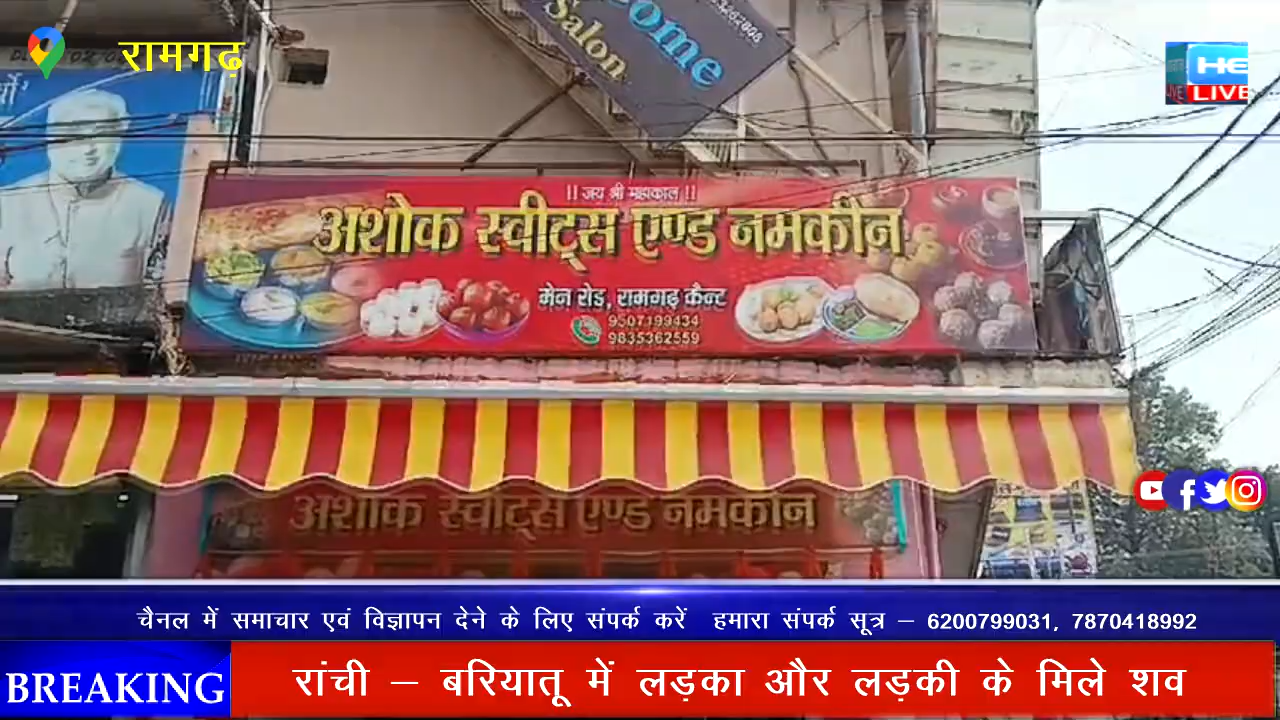 रामगढ़
HE
LIVE
Salon
ome
|| जय श्री महाकाल ||
अशोक स्वीट्स एण्ड नमकीन
मेन रोड, रामगढ़ कैन्ट
9507199434
9835362559
अशोक स्वीट्स एण्ड नमकीन
चैनल में समाचार एवं विज्ञापन देने के लिए संपर्क करें हमारा संपर्क सूत्र – 6200799031, 7870418992
BREAKING
रांची – बरियातू में लड़का और लड़की के मिले शव